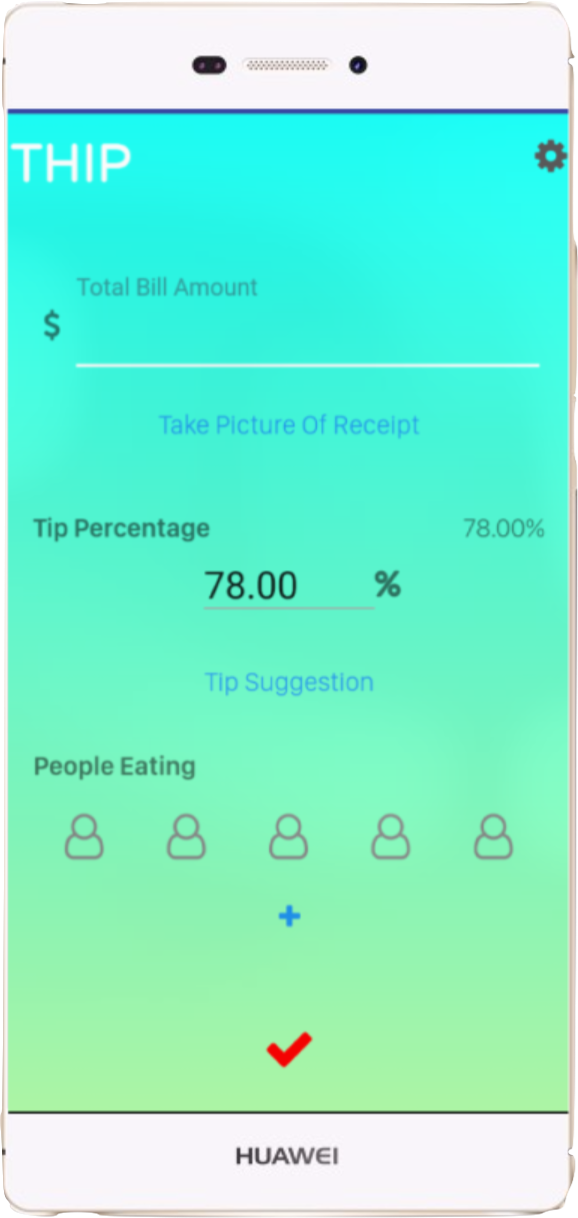 THIP
Total Bill Amount
$
Take Picture Of Receipt
Tip Percentage 78.00%
78.00 %
Tip Suggestion
People Eating
+
HUAWEI